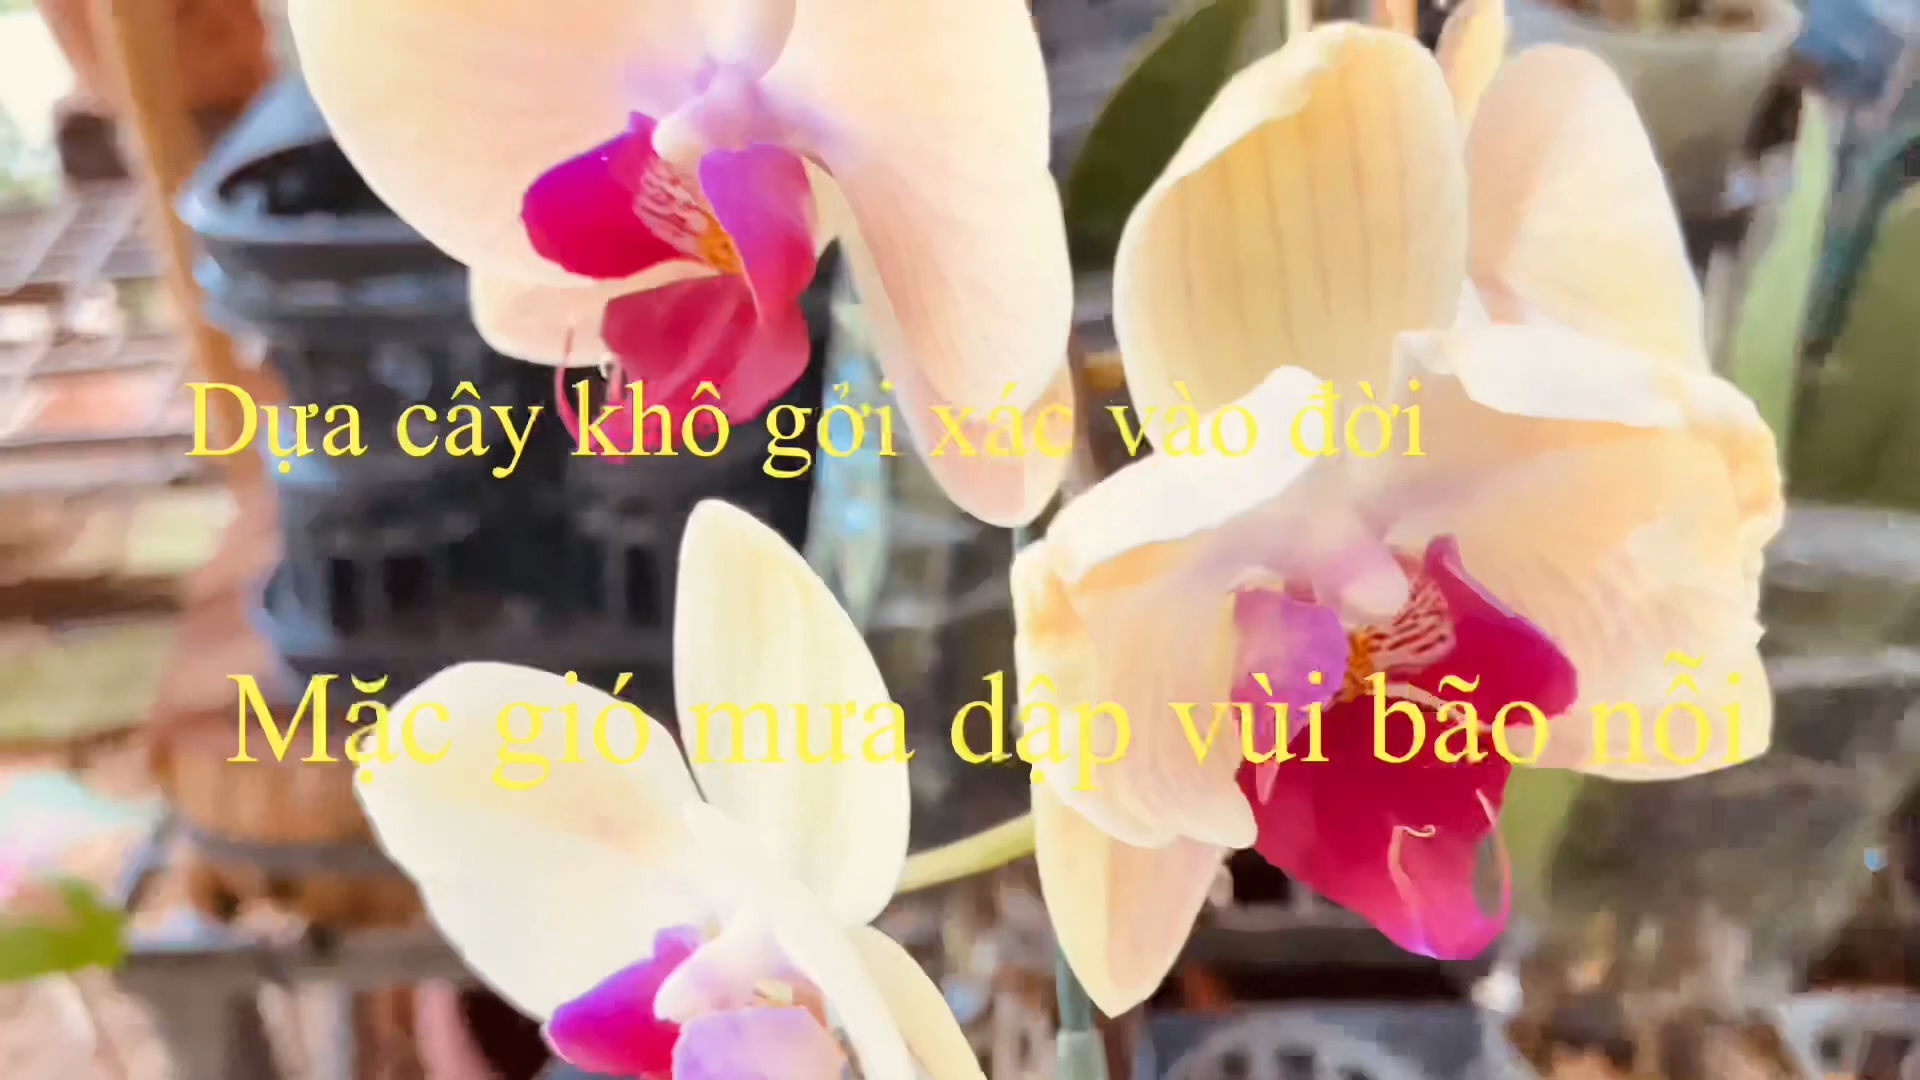 Dựa cây khô gởi xác vào đời
Mặc gió mưa dập vùi bão nỗi